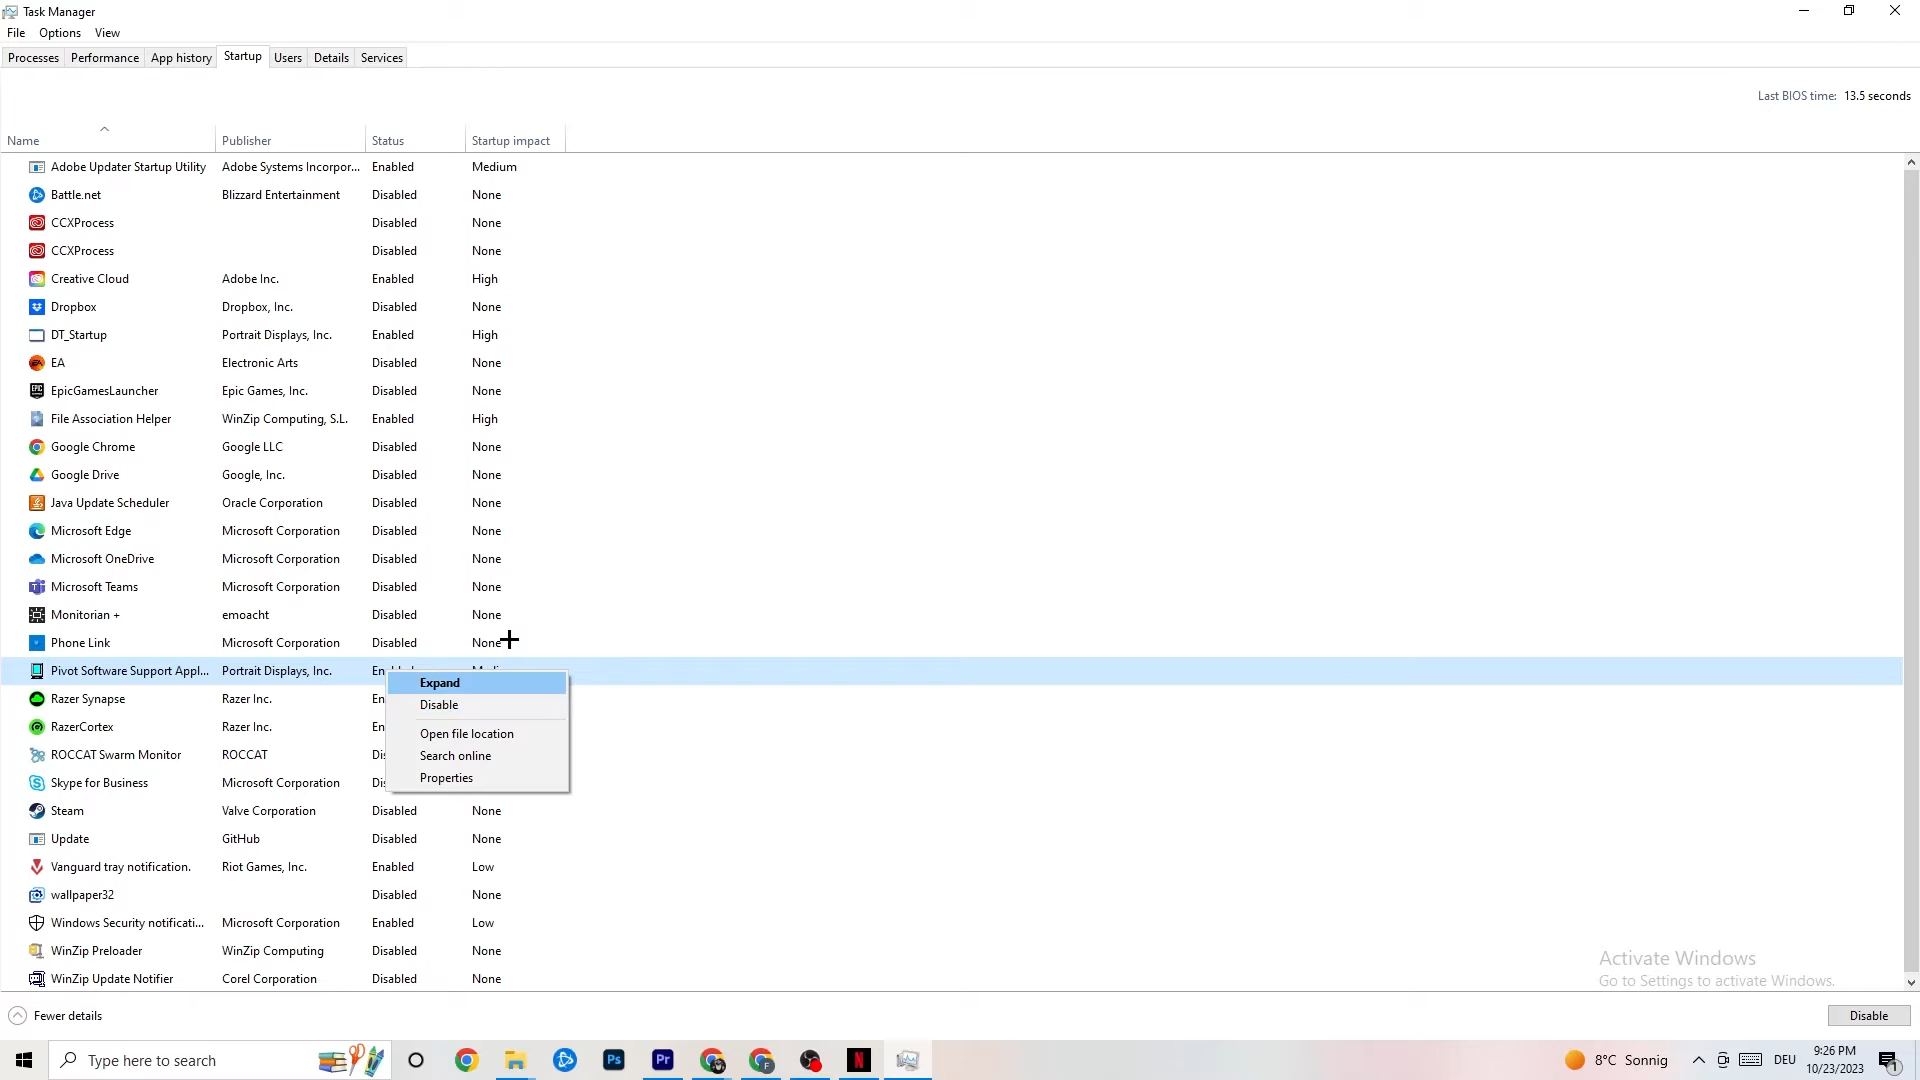 Task Manager
File Options View
Processes Performance App history Startup Users Details Services
Last BIOS time: 13.5 seconds
Name Publisher Status Startup impact
Adobe Updater Startup Utility Adobe Systems Incorpor... Enabled Medium
Battle.net Blizzard Entertainment Disabled None
CCXProcess Disabled None
CCXProcess Disabled None
Creative Cloud Adobe Inc. Enabled High
Dropbox Dropbox, Inc. Disabled None
DT_Startup Portrait Displays, Inc. Enabled High
EA Electronic Arts Disabled None
EpicGamesLauncher Epic Games, Inc. Disabled None
File Association Helper WinZip Computing, S.L. Enabled High
Google Chrome Google LLC Disabled None
Google Drive Google, Inc. Disabled None
Java Update Scheduler Oracle Corporation Disabled None
Microsoft Edge Microsoft Corporation Disabled None
Microsoft OneDrive Microsoft Corporation Disabled None
Microsoft Teams Microsoft Corporation Disabled None
Monitorian + emoacht Disabled None
Phone Link Microsoft Corporation Disabled None
Pivot Software Support Appl... Portrait Displays, Inc.
Expand
Razer Synapse Razer Inc. En
Disable
RazerCortex Razer Inc. En
Open file location
ROCCAT Swarm Monitor ROCCAT Dis
Search online
Skype for Business Microsoft Corporation Dis
Properties
Steam Valve Corporation Disabled None
Update GitHub Disabled None
Vanguard tray notification. Riot Games, Inc. Enabled Low
wallpaper32 Disabled None
Windows Security notificati... Microsoft Corporation Enabled Low
WinZip Preloader WinZip Computing Disabled None
WinZip Update Notifier Corel Corporation Disabled None
Activate Windows
Go to Settings to activate Windows.
Fewer details Disable
Type here to search Ps Pr F N 8°C Sonnig DEU 9:26 PM
10/23/2023 1